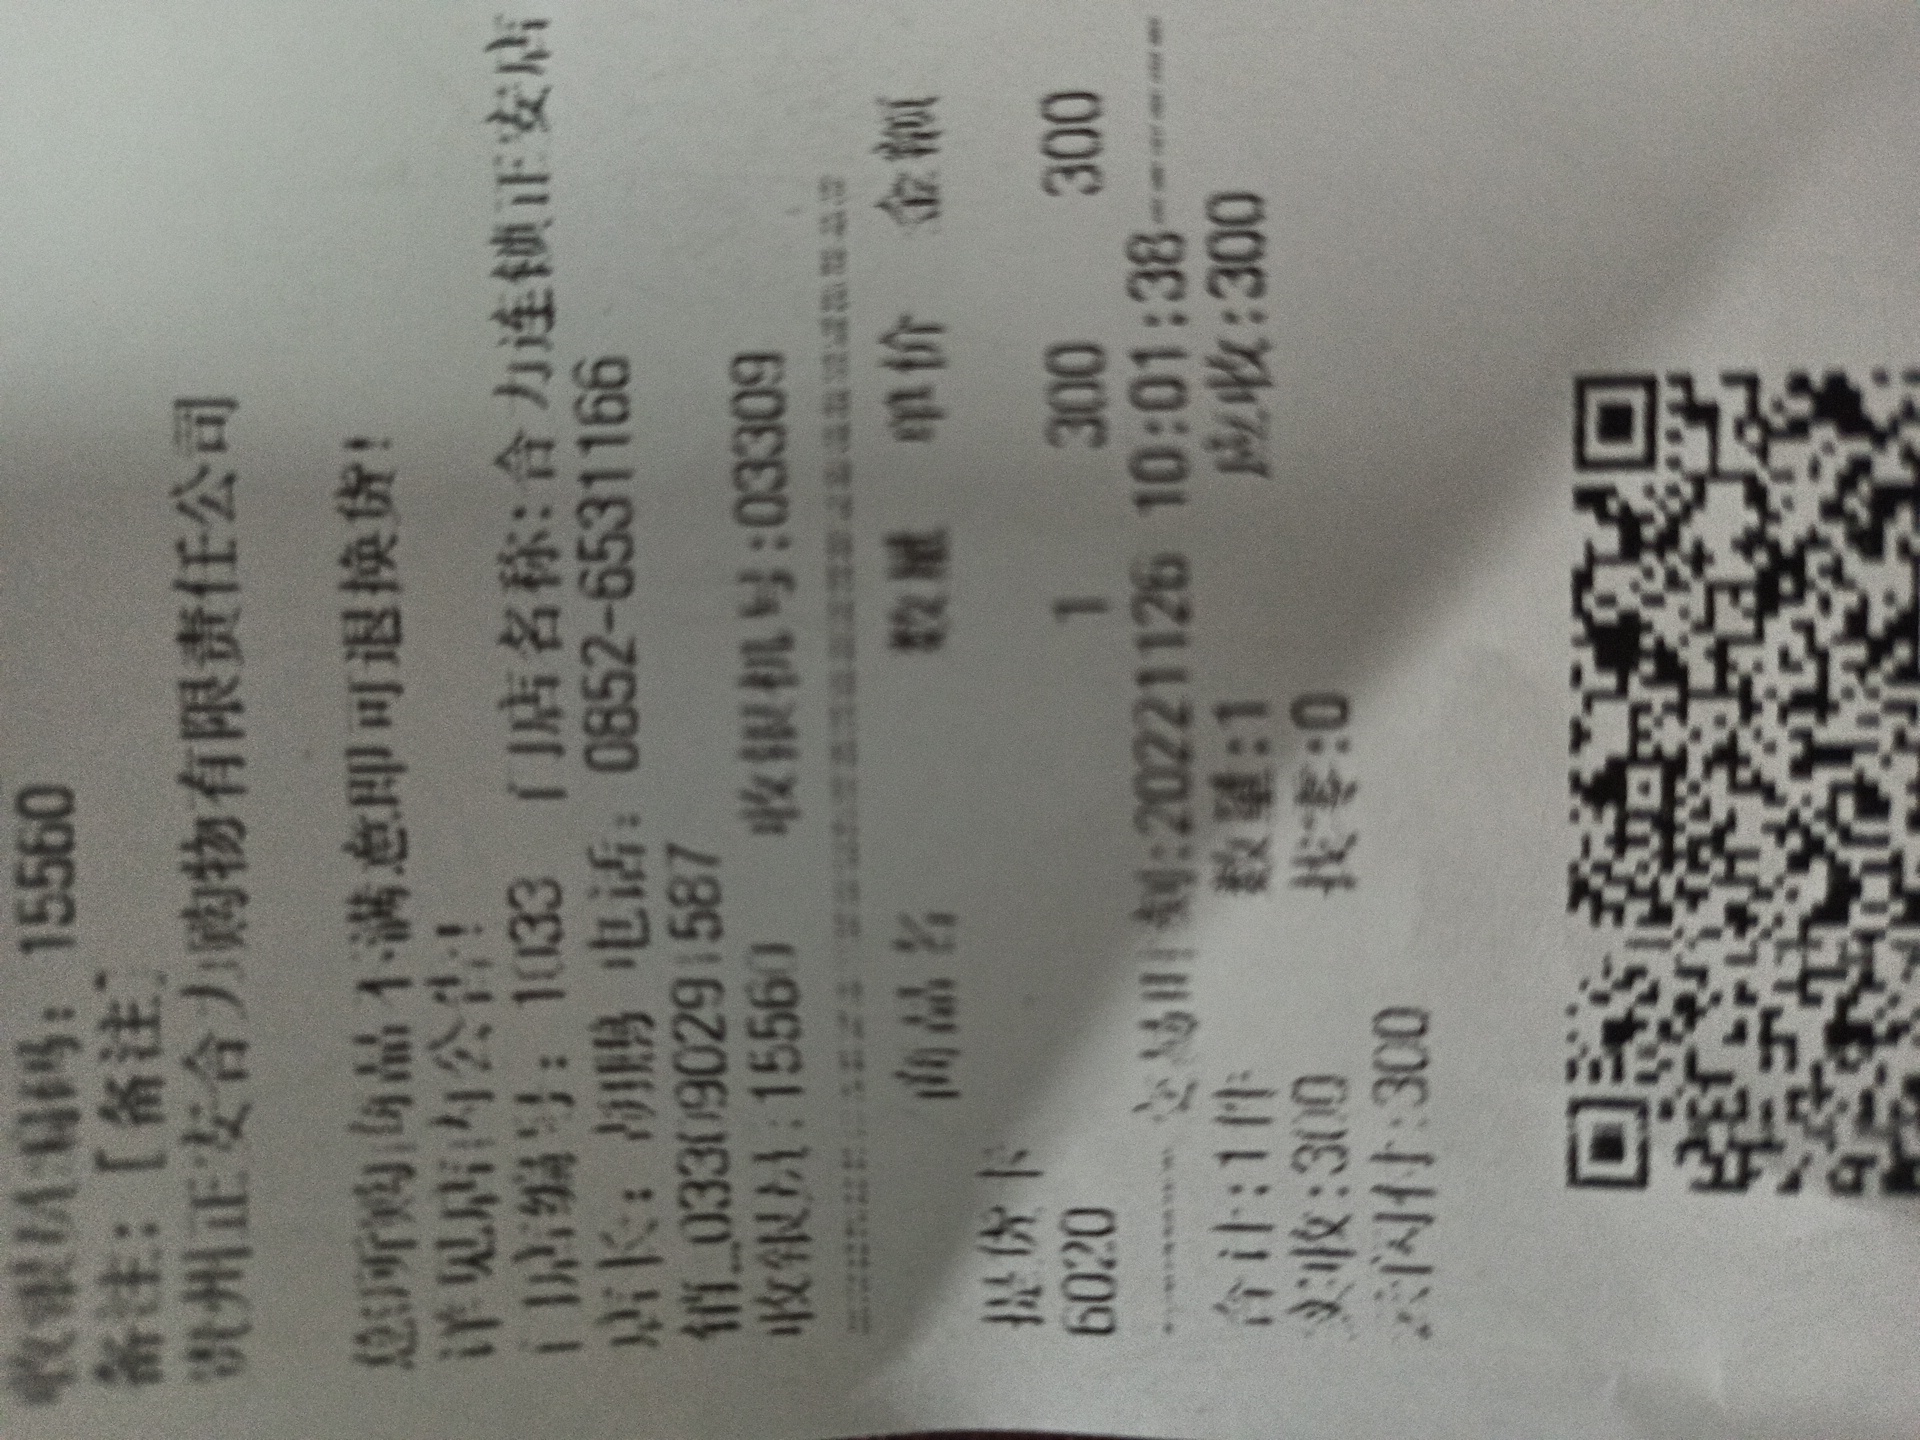 收银员编码: 15560
备注: [备注]
贵州正安合力购物有限责任公司
您所购商品不满意即可退换货!
详见店内公告!
门店编号: 1033 门店名称:合力连锁正安店
店长: 胡鹏 电话: 0852-6531166
销_033090291587
收银员:15560 收银机号:03309
商品名 数量 单价 金额
提货卡
6020 1 300 300
交易时刻:20221126 10:01:38
合计:1件 数量:1 应收:300
实收:300 找零:0
云闪付:300